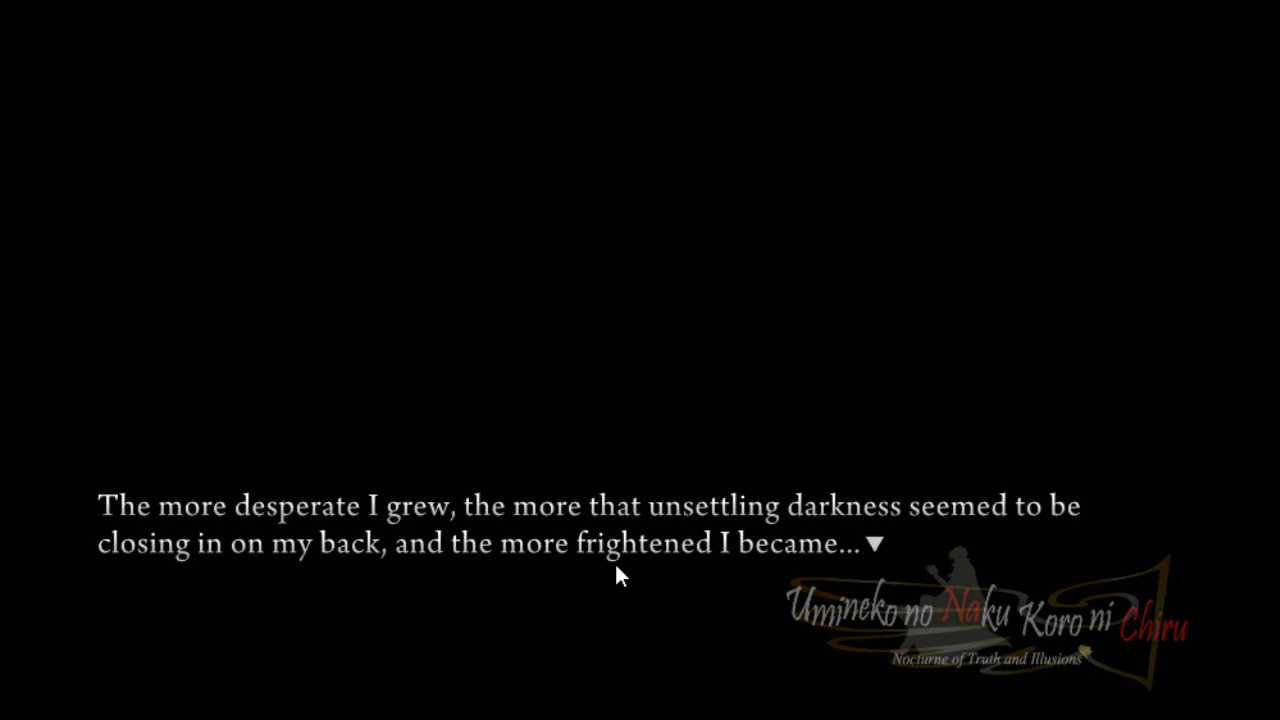 The more desperate I grew, the more that unsettling darkness seemed to be
closing in on my back, and the more frightened I became...
Umineko no Naku Koro ni Chiru
Nocturne of Truth and Illusions